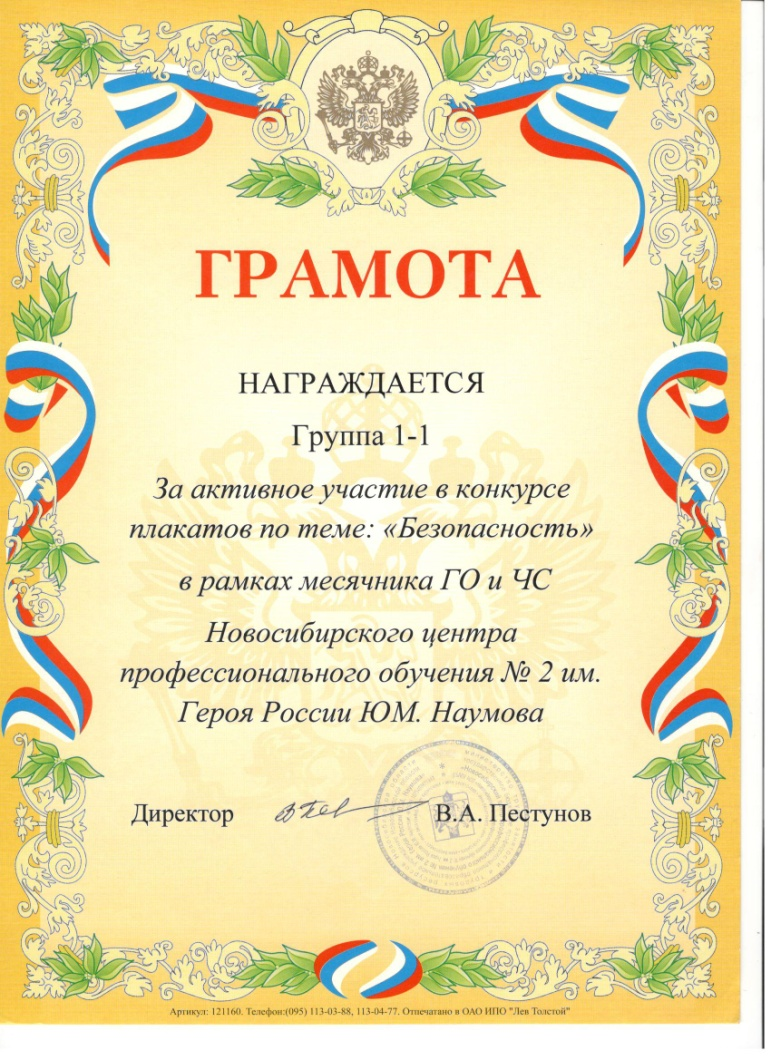 ГРАМОТА
НАГРАЖДАЕТСЯ
Группа 1-1
За активное участие в конкурсе
плакатов по теме: «Безопасность»
в рамках месячника ГО и ЧС
Новосибирского центра
профессионального обучения № 2 им.
Героя России ЮМ. Наумова
Директор В.А. Пестунов
Артикул: 121160. Телефон:(095) 113-03-88, 113-04-77. Отпечатано в ОАО ИПО "Лев Толстой"